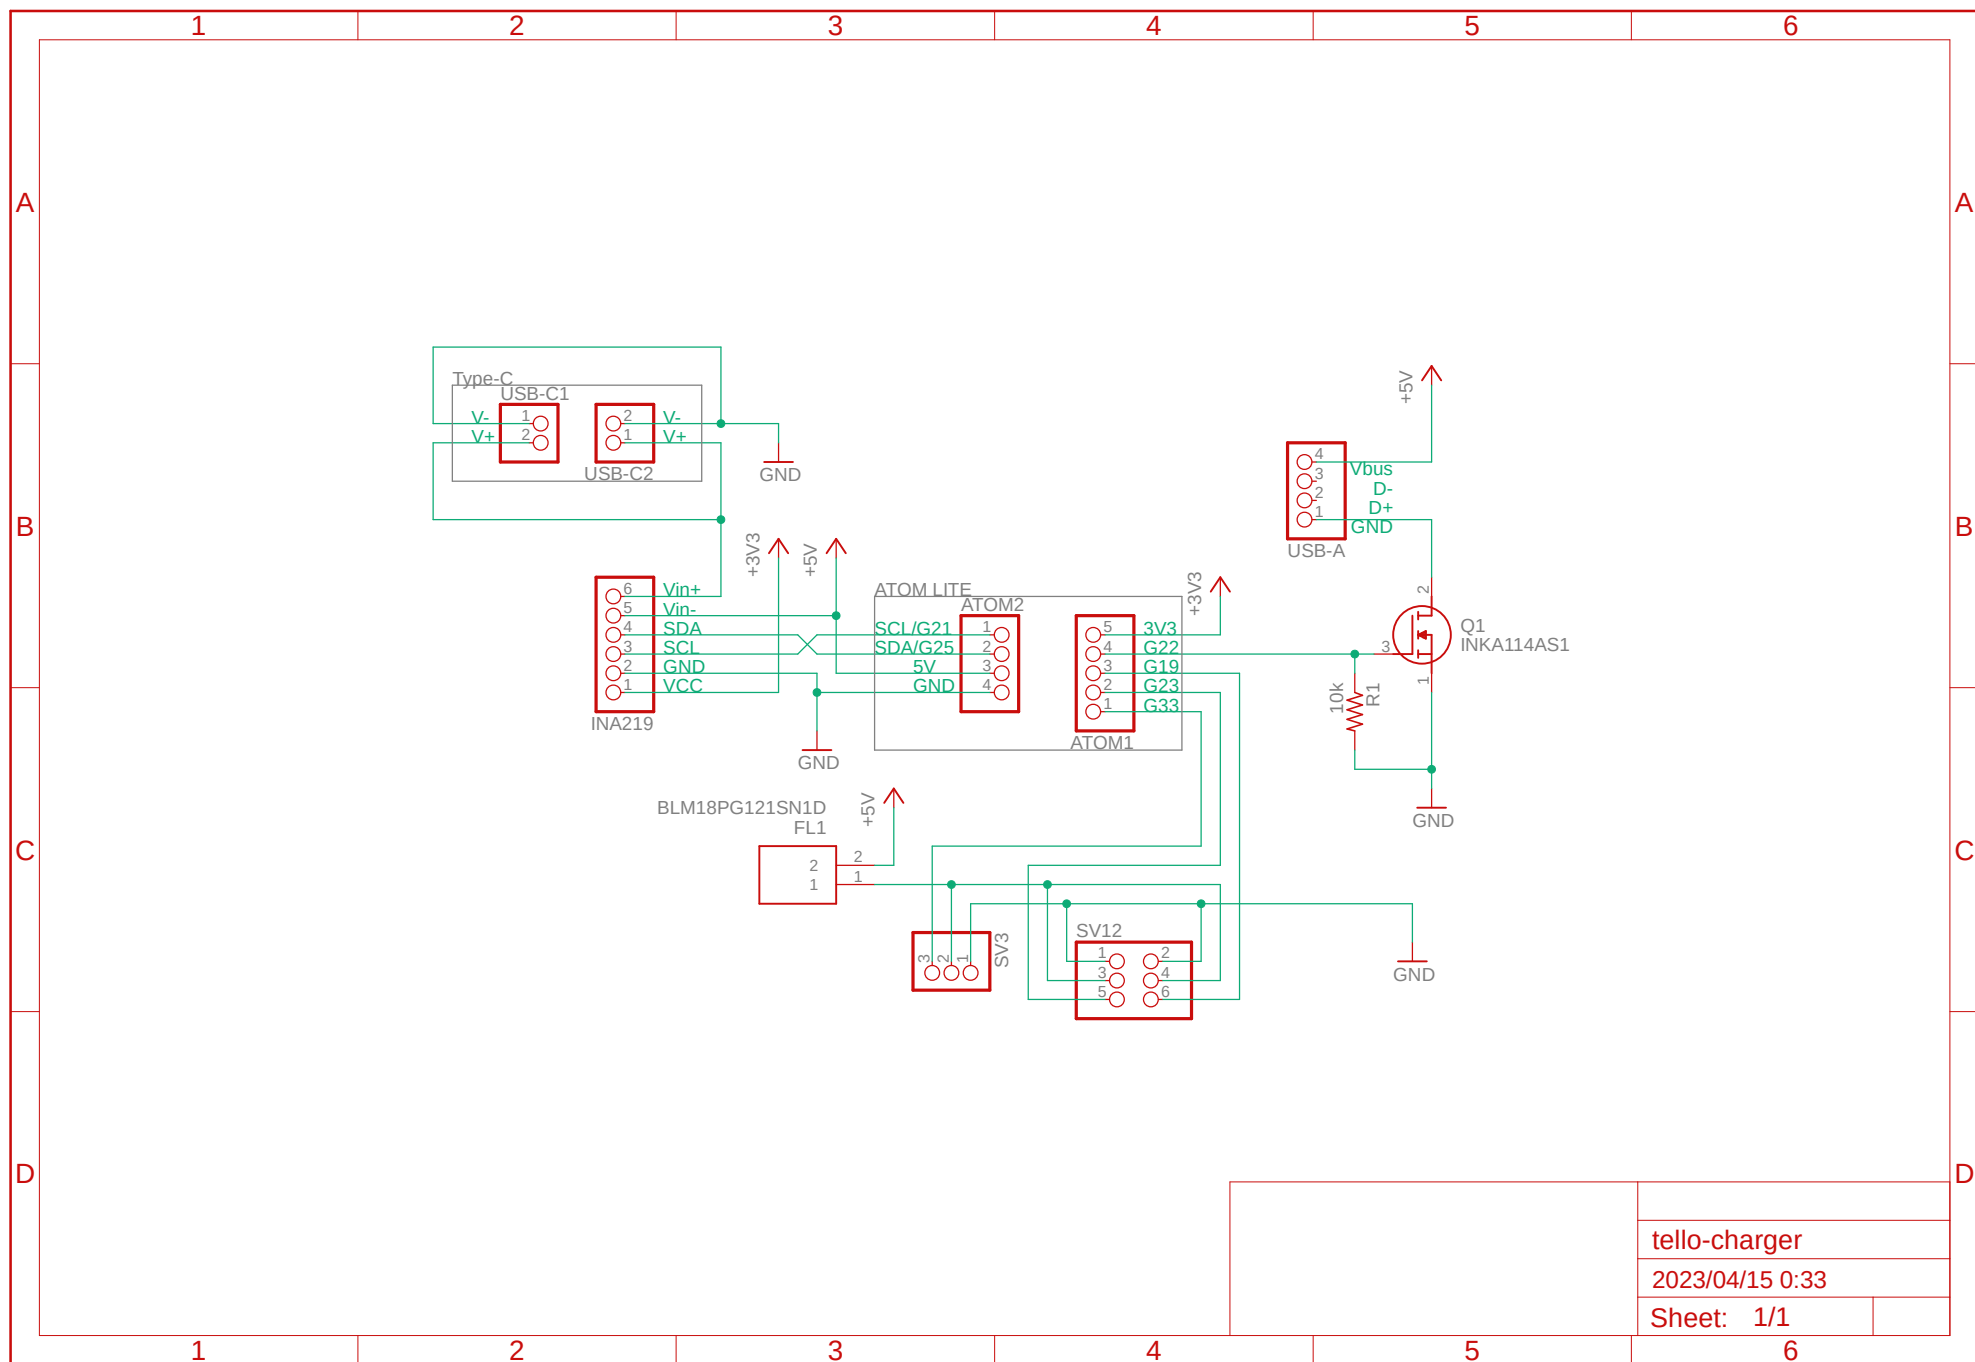 1 2 3 4 5 6
A A
Type-C
USB-C1
V- 1 2 V-
V+ 2 1 V+
USB-C2
GND
+5V
4 Vbus
3 D-
2 D+
1 GND
USB-A
B B
+3V3
+5V
6 Vin+
5 Vin-
4 SDA
3 SCL
2 GND
1 VCC
INA219
GND
ATOM LITE
ATOM2
SCL/G21 1
SDA/G25 2
5V 3
GND 4
+3V3
5 3V3
4 G22
3 G19
2 G23
1 G33
ATOM1
2
3
1
Q1
INKA114AS1
10k
R1
GND
BLM18PG121SN1D
FL1
+5V
2 2
1 1
C C
3 2 1
SV3
SV12
1 2
3 4
5 6
GND
D D
tello-charger
2023/04/15 0:33
Sheet: 1/1
1 2 3 4 5 6